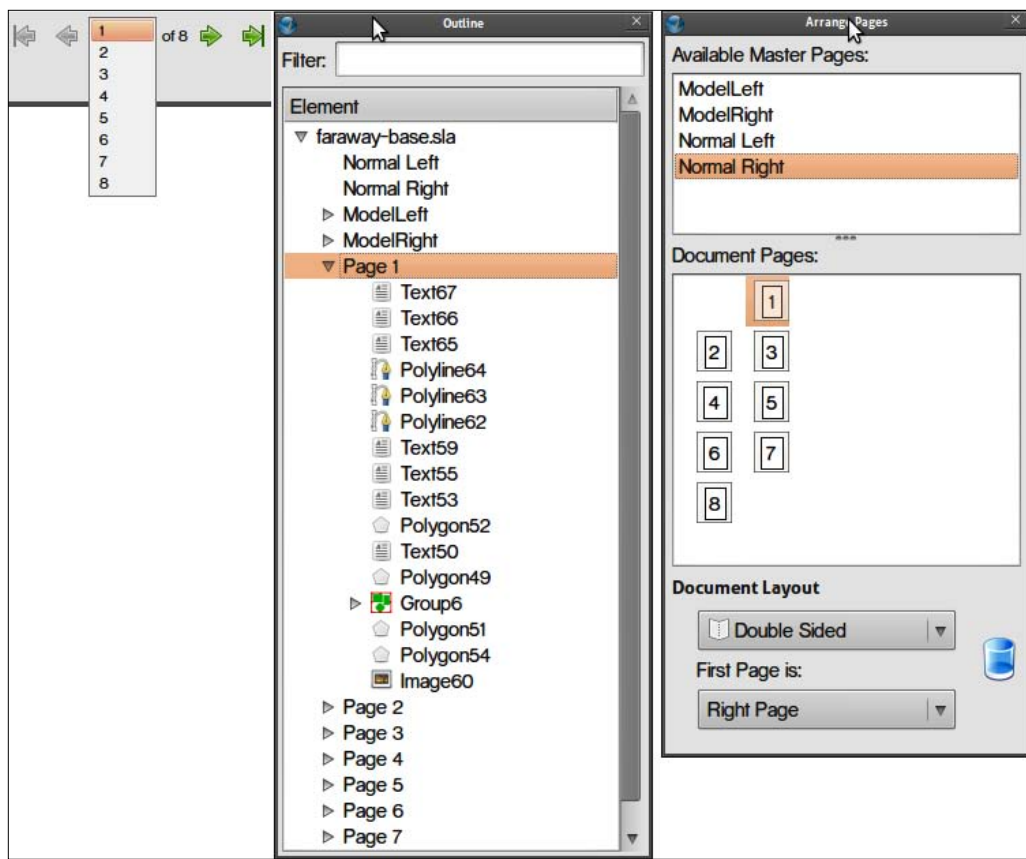 1 of 8
2
3
4
5
6
7
8
Outline
Filter:
Element
faraway-base.sla
Normal Left
Normal Right
ModelLeft
ModelRight
Page 1
Text67
Text66
Text65
Polyline64
Polyline63
Polyline62
Text59
Text55
Text53
Polygon52
Text50
Polygon49
Group6
Polygon51
Polygon54
Image60
Page 2
Page 3
Page 4
Page 5
Page 6
Page 7
Arrange Pages
Available Master Pages:
ModelLeft
ModelRight
Normal Left
Normal Right
Document Pages:
1
2 3
4 5
6 7
8
Document Layout
Double Sided
First Page is:
Right Page